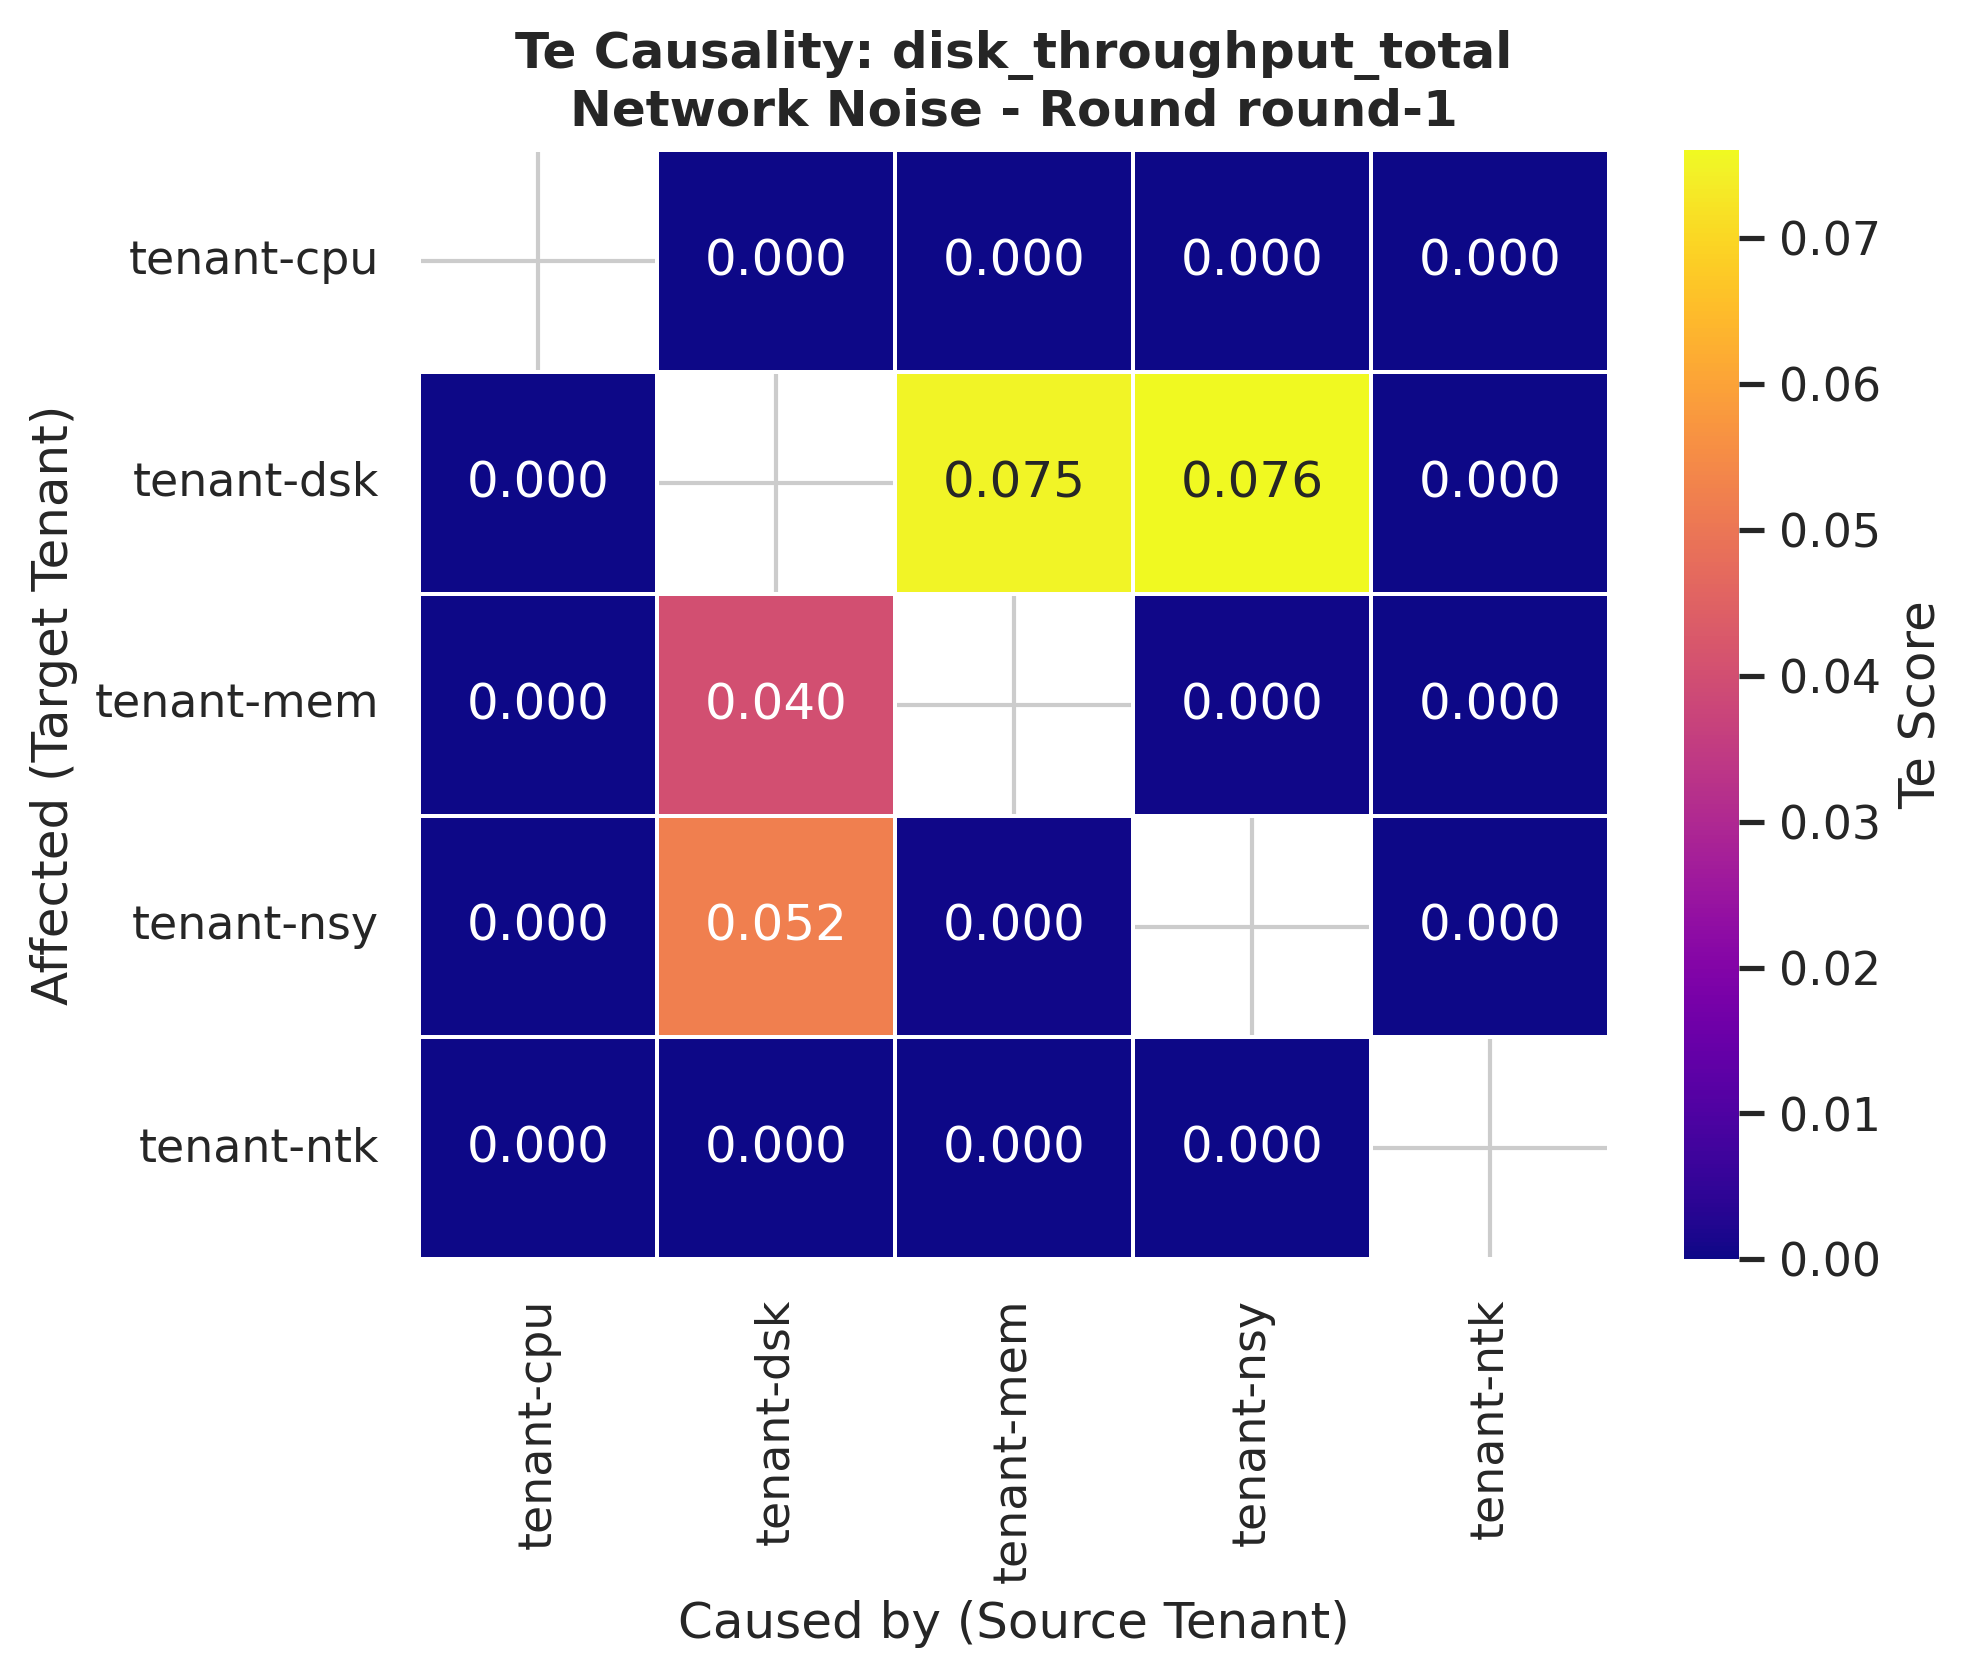 Te Causality: disk_throughput_total
Network Noise - Round round-1
Affected (Target Tenant)
tenant-cpu 0.000 0.000 0.000 0.000
tenant-dsk 0.000 0.075 0.076 0.000
tenant-mem 0.000 0.040 0.000 0.000
tenant-nsy 0.000 0.052 0.000 0.000
tenant-ntk 0.000 0.000 0.000 0.000
tenant-cpu
tenant-dsk
tenant-mem
tenant-nsy
tenant-ntk
Caused by (Source Tenant)
0.07
0.06
0.05
0.04
0.03
0.02
0.01
0.00
Te Score